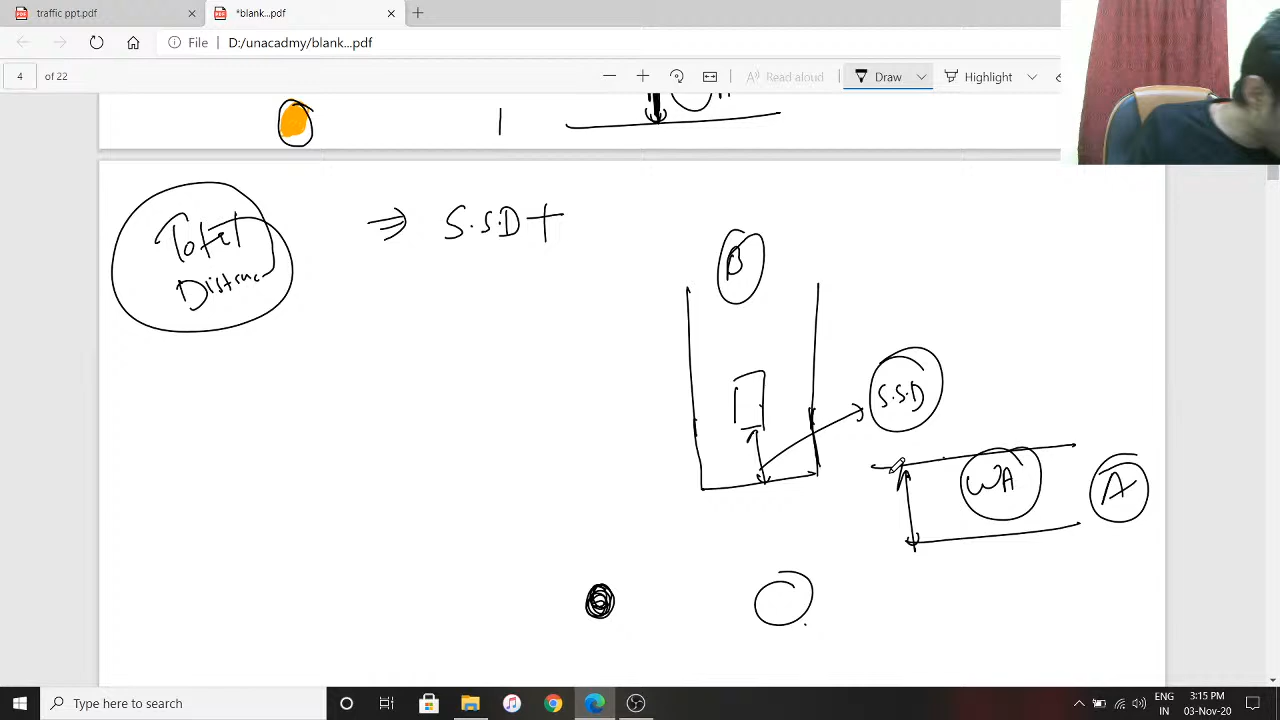 traffic ppt.pdf
*blank...pdf
File
D:/unacadmy/blank...pdf
4
of 22
Read aloud
Draw
Highlight
Total
Distanc
⇒ S.S.D +
B
S.S.D
WA
A
Type here to search
ENG
IN
3:15 PM
03-Nov-20